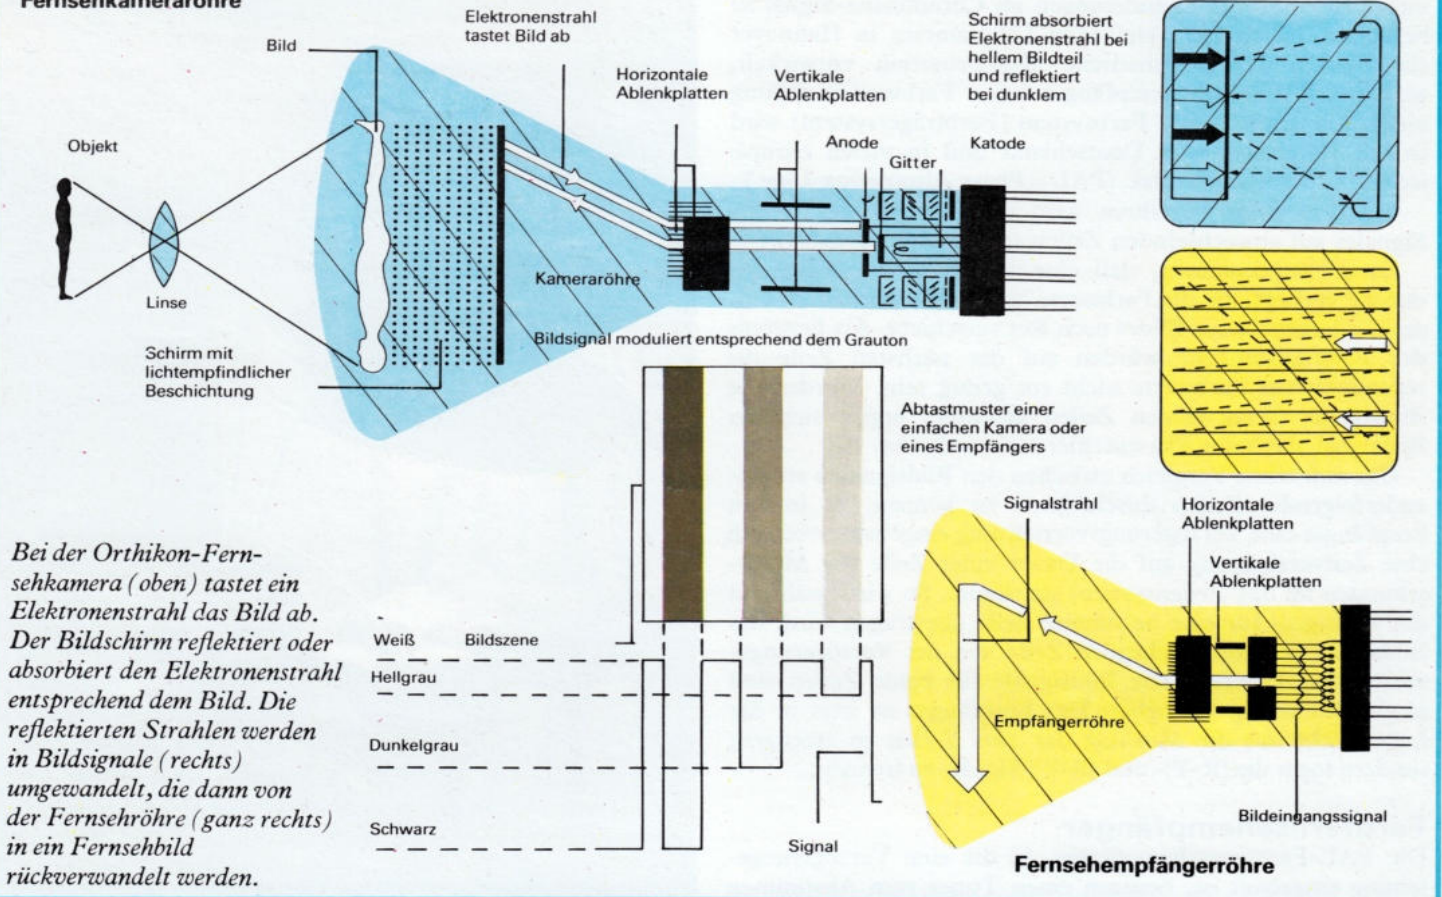 Fernsehkameraröhre
Bild
Elektronenstrahl
tastet Bild ab
Horizontale
Ablenkplatten
Vertikale
Ablenkplatten
Schirm absorbiert
Elektronenstrahl bei
hellem Bildteil
und reflektiert
bei dunklem
Objekt
Anode
Gitter
Katode
Linse
Kameraröhre
Schirm mit
lichtempfindlicher
Beschichtung
Bildsignal moduliert entsprechend dem Grauton
Abtastmuster einer
einfachen Kamera oder
eines Empfängers
Bei der Orthikon-Fern-
sehkamera (oben) tastet ein
Elektronenstrahl das Bild ab.
Der Bildschirm reflektiert oder
absorbiert den Elektronenstrahl
entsprechend dem Bild. Die
reflektierten Strahlen werden
in Bildsignale (rechts)
umgewandelt, die dann von
der Fernsehröhre (ganz rechts)
in ein Fernsehbild
rückverwandelt werden.
Weiß Bildszene
Hellgrau
Dunkelgrau
Schwarz
Signal
Signalstrahl
Horizontale
Ablenkplatten
Vertikale
Ablenkplatten
Empfängerröhre
Bildeingangssignal
Fernsehempfängerröhre